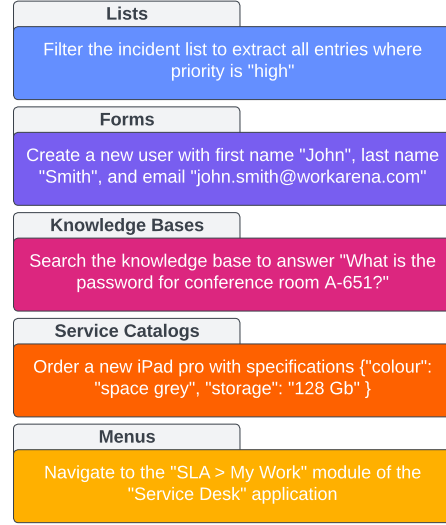 Lists
Filter the incident list to extract all entries where
priority is "high"
Forms
Create a new user with first name "John", last name
"Smith", and email "john.smith@workarena.com"
Knowledge Bases
Search the knowledge base to answer "What is the
password for conference room A-651?"
Service Catalogs
Order a new iPad pro with specifications {"colour":
"space grey", "storage": "128 Gb" }
Menus
Navigate to the "SLA > My Work" module of the
"Service Desk" application